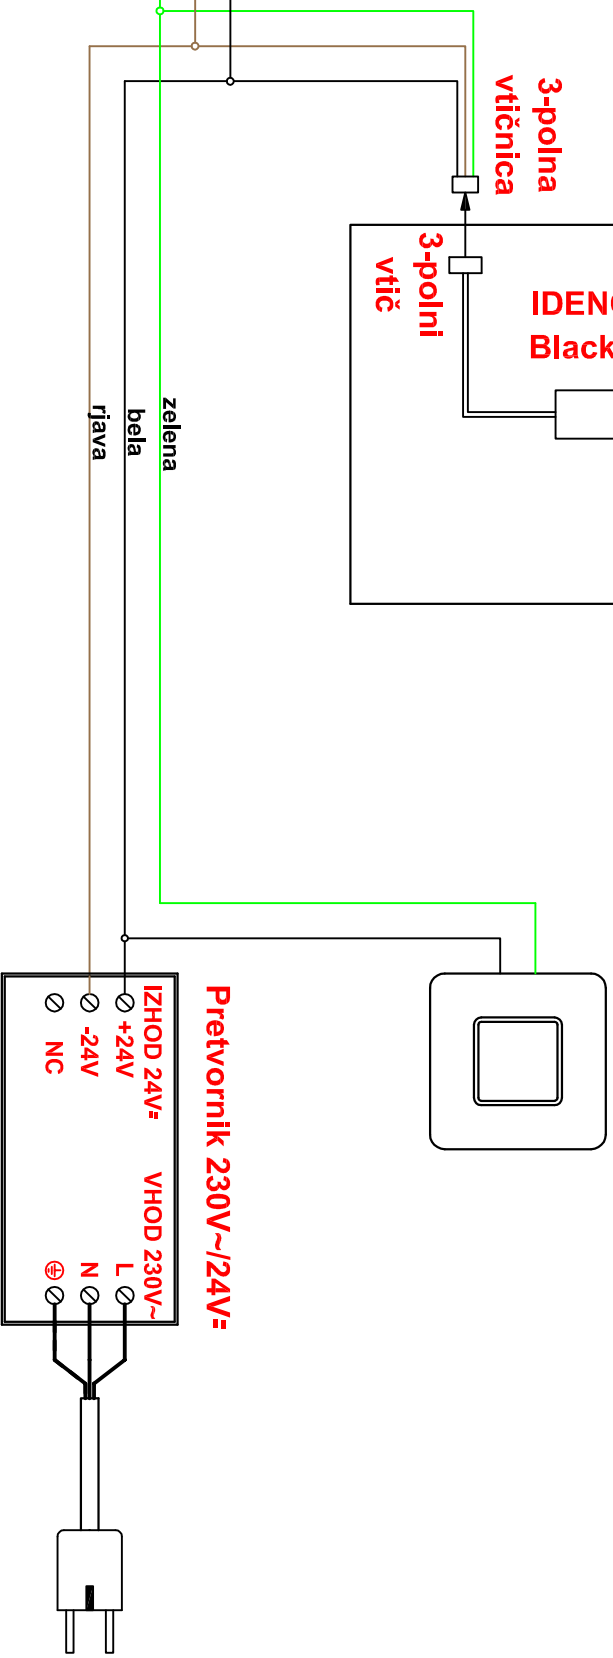 3-polna
vtičnica
3-polni
vtič
IDEN
Black
zelena
bela
rjava
Pretvornik 230V~/24V=
IZHOD 24V=
+24V
-24V
NC
VHOD 230V~
L
N